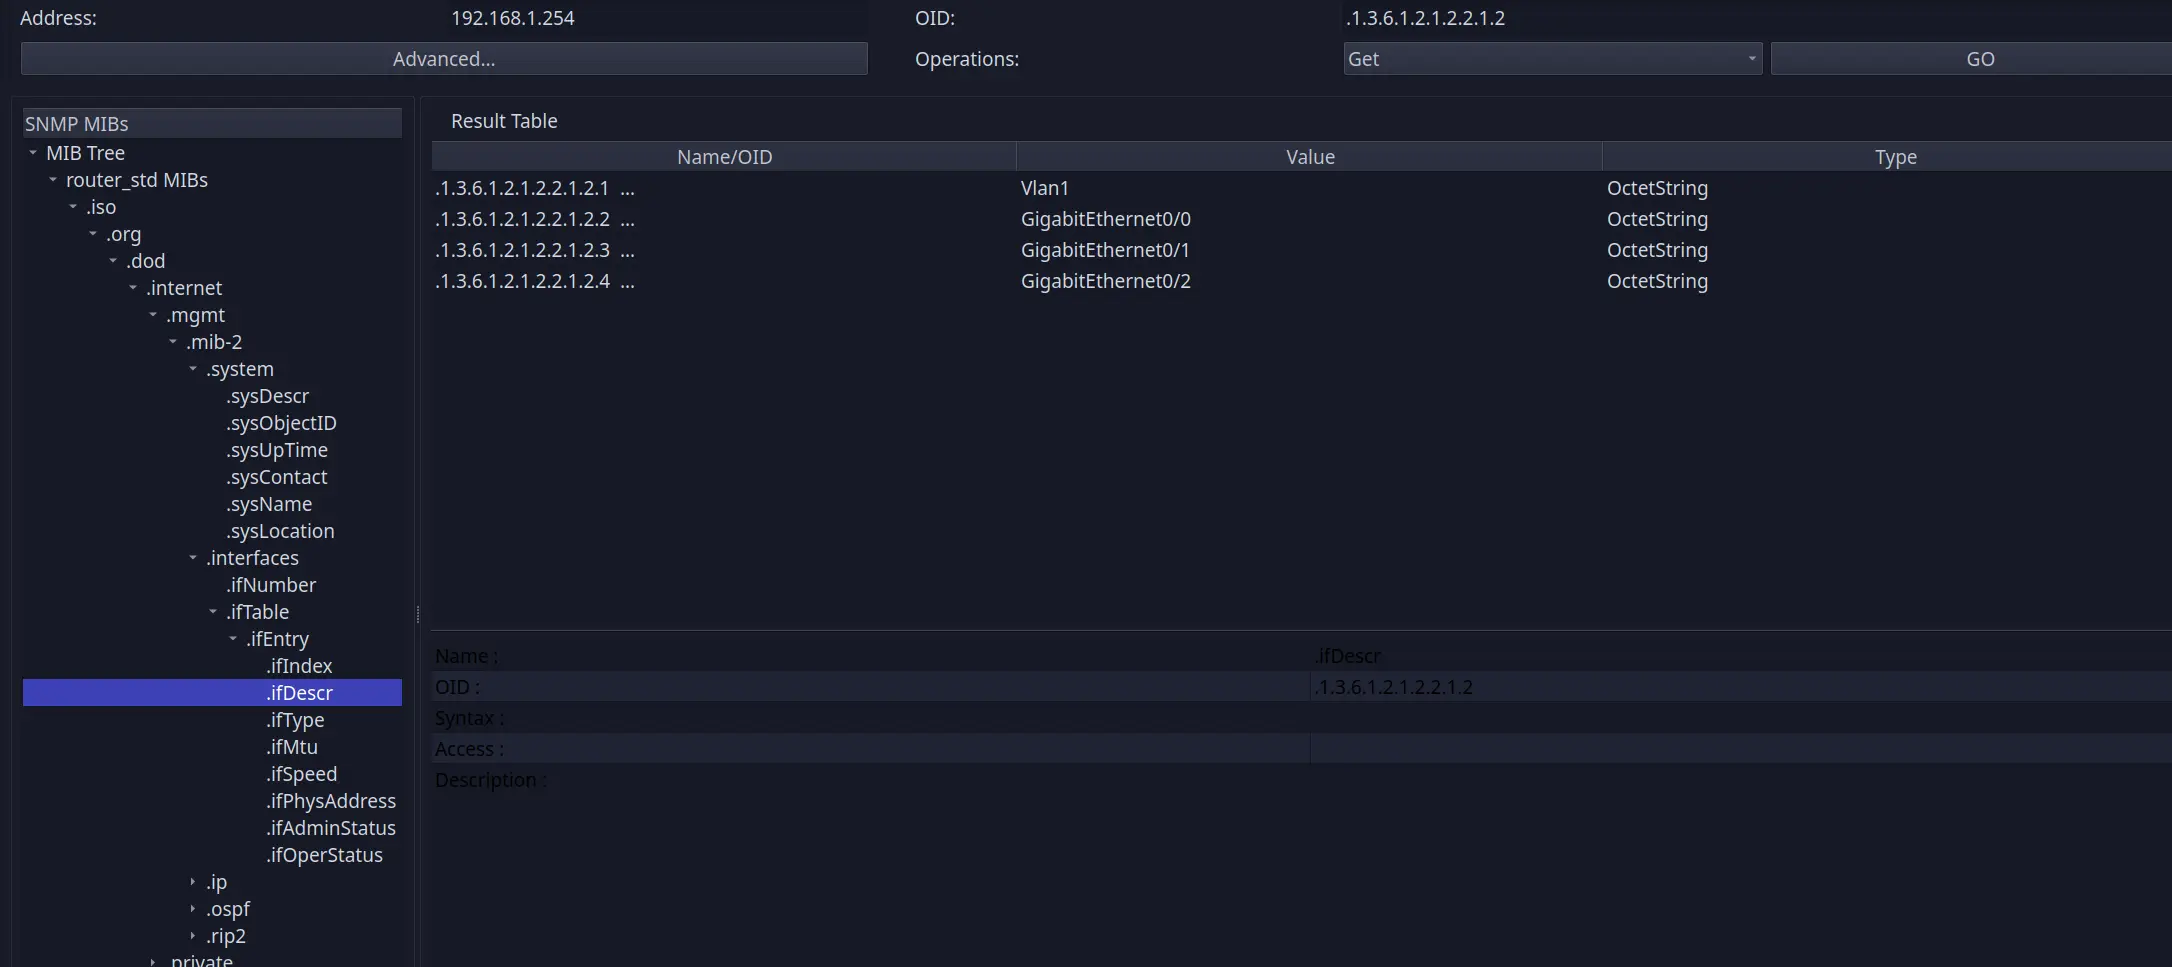 Address: 192.168.1.254 OID: .1.3.6.1.2.1.2.2.1.2
Advanced... Operations: Get GO
SNMP MIBs
MIB Tree
router_std MIBs
.iso
.org
.dod
.internet
.mgmt
.mib-2
.system
.sysDescr
.sysObjectID
.sysUpTime
.sysContact
.sysName
.sysLocation
.interfaces
.ifNumber
.ifTable
.ifEntry
.ifIndex
.ifDescr
.ifType
.ifMtu
.ifSpeed
.ifPhysAddress
.ifAdminStatus
.ifOperStatus
.ip
.ospf
.rip2
private
Result Table
Name/OID Value Type
.1.3.6.1.2.1.2.2.1.2.1 ... Vlan1 OctetString
.1.3.6.1.2.1.2.2.1.2.2 ... GigabitEthernet0/0 OctetString
.1.3.6.1.2.1.2.2.1.2.3 ... GigabitEthernet0/1 OctetString
.1.3.6.1.2.1.2.2.1.2.4 ... GigabitEthernet0/2 OctetString
Name : .ifDescr
OID : .1.3.6.1.2.1.2.2.1.2
Syntax :
Access :
Description :